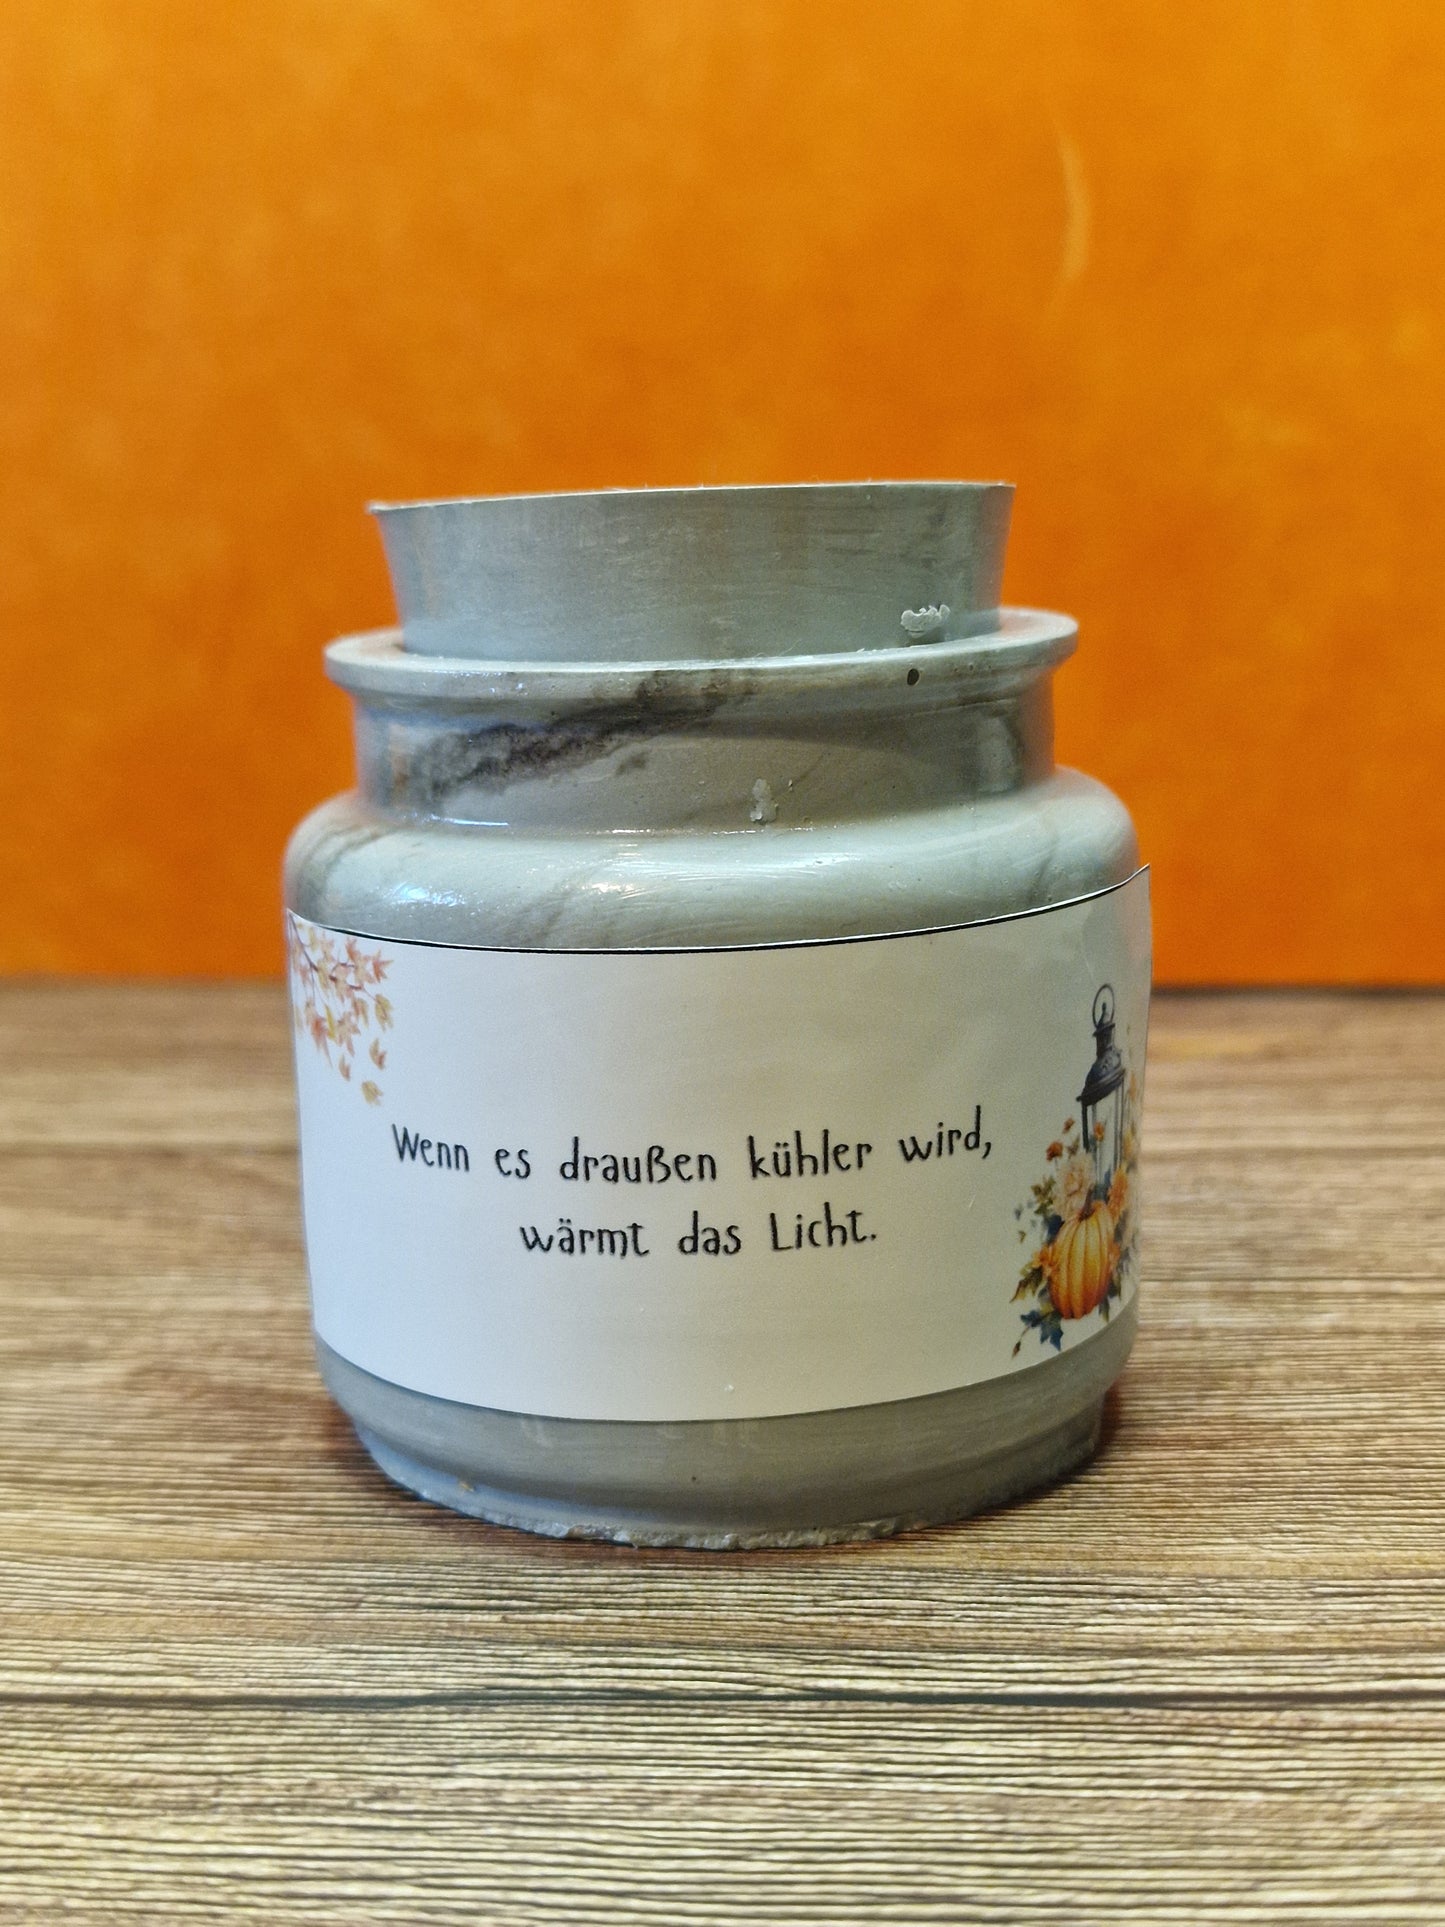 Wenn es draußen kühler wird,
wärmt das Licht.